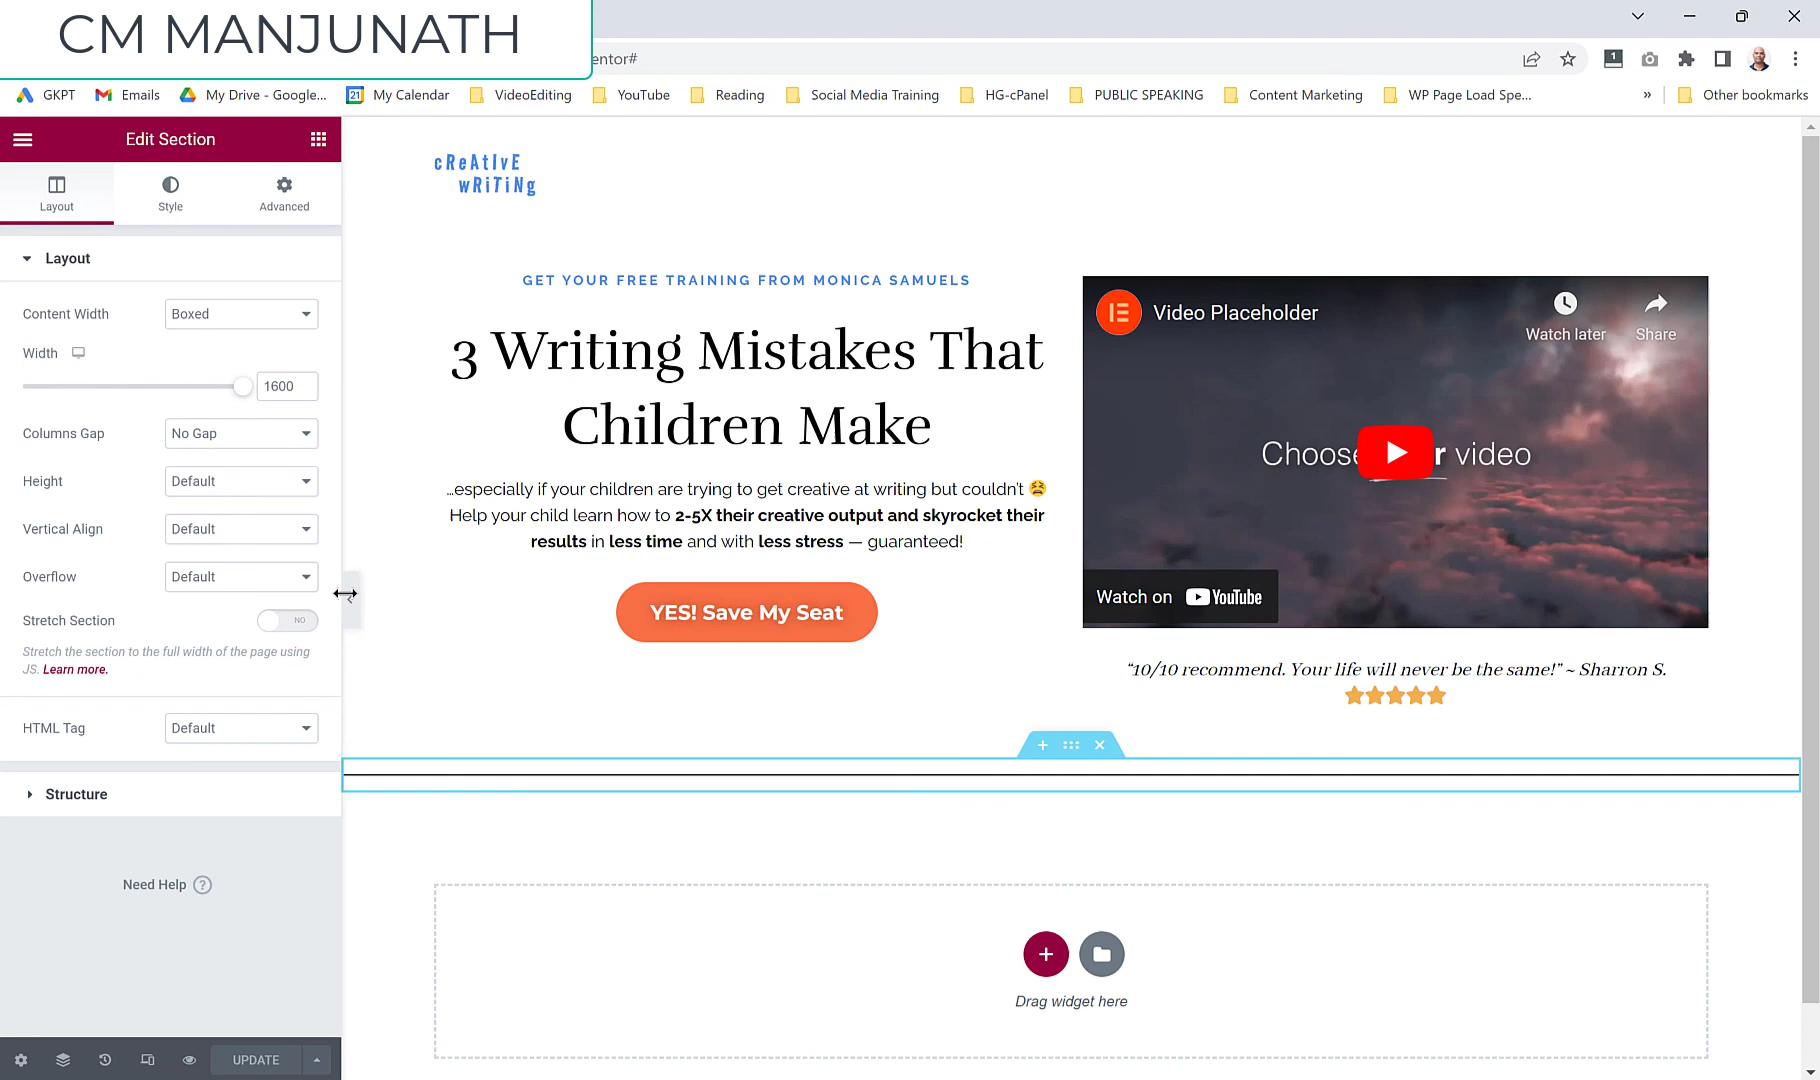 CM MANJUNATH
entor#
1
GKPT
Emails
My Drive - Google...
21
My Calendar
VideoEditing
YouTube
Reading
Social Media Training
HG-cPanel
PUBLIC SPEAKING
Content Marketing
WP Page Load Spe...
»
Other bookmarks
Edit Section
Layout
Style
Advanced
Layout
Content Width
Boxed
Width
1600
Columns Gap
No Gap
Height
Default
Vertical Align
Default
Overflow
Default
Stretch Section
NO
Stretch the section to the full width of the page using
JS. Learn more.
HTML Tag
Default
Structure
Need Help ?
UPDATE
cReAtIvE
wRiTiNg
GET YOUR FREE TRAINING FROM MONICA SAMUELS
3 Writing Mistakes That
Children Make
...especially if your children are trying to get creative at writing but couldn't 😫
Help your child learn how to 2-5X their creative output and skyrocket their
results in less time and with less stress — guaranteed!
YES! Save My Seat
Video Placeholder
Watch later
Share
Choose
r video
Watch on YouTube
"10/10 recommend. Your life will never be the same!" ~ Sharron S.
Drag widget here